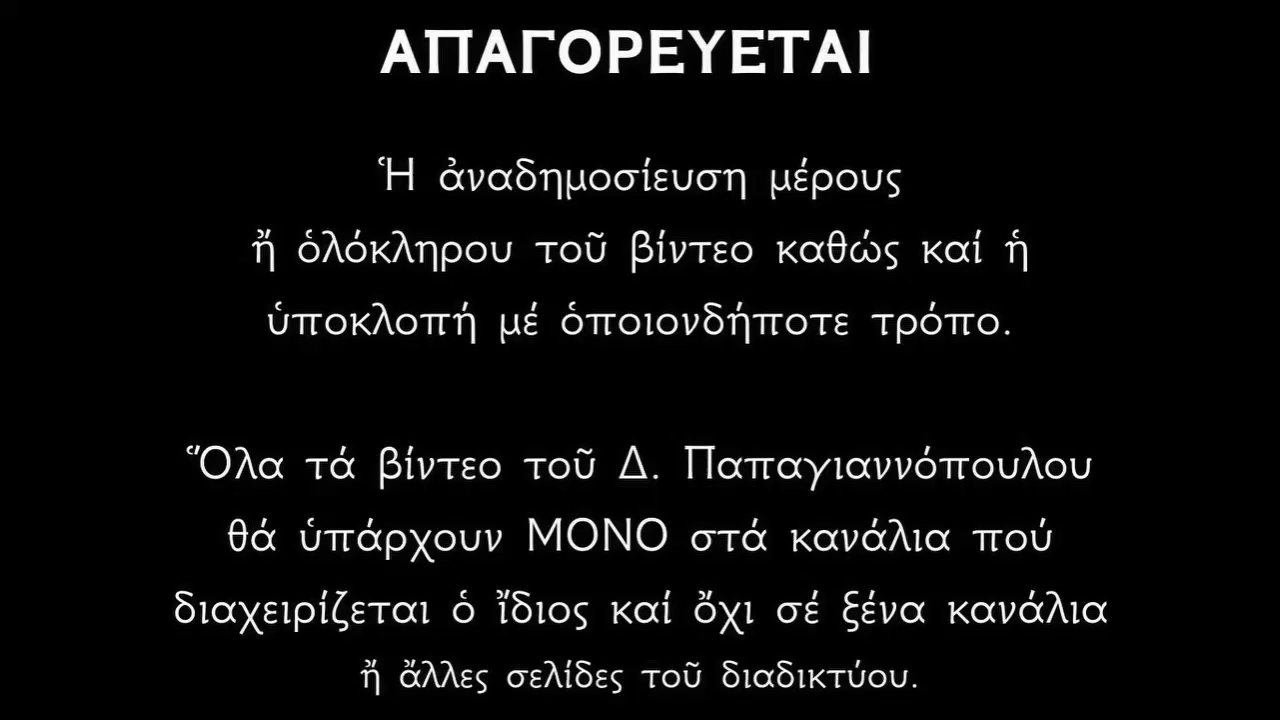 ΑΠΑΓΟΡΕΥΕΤΑΙ
Ἡ ἀναδημοσίευση μέρους
ἤ ὁλόκληρου τοῦ βίντεο καθώς καί ἡ
ὑποκλοπή μέ ὁποιονδήποτε τρόπο.
Ὅλα τά βίντεο τοῦ Δ. Παπαγιαννόπουλου
θά ὑπάρχουν ΜΟΝΟ στά κανάλια πού
διαχειρίζεται ὁ ἴδιος καί ὄχι σέ ξένα κανάλια
ἤ ἄλλες σελίδες τοῦ διαδικτύου.